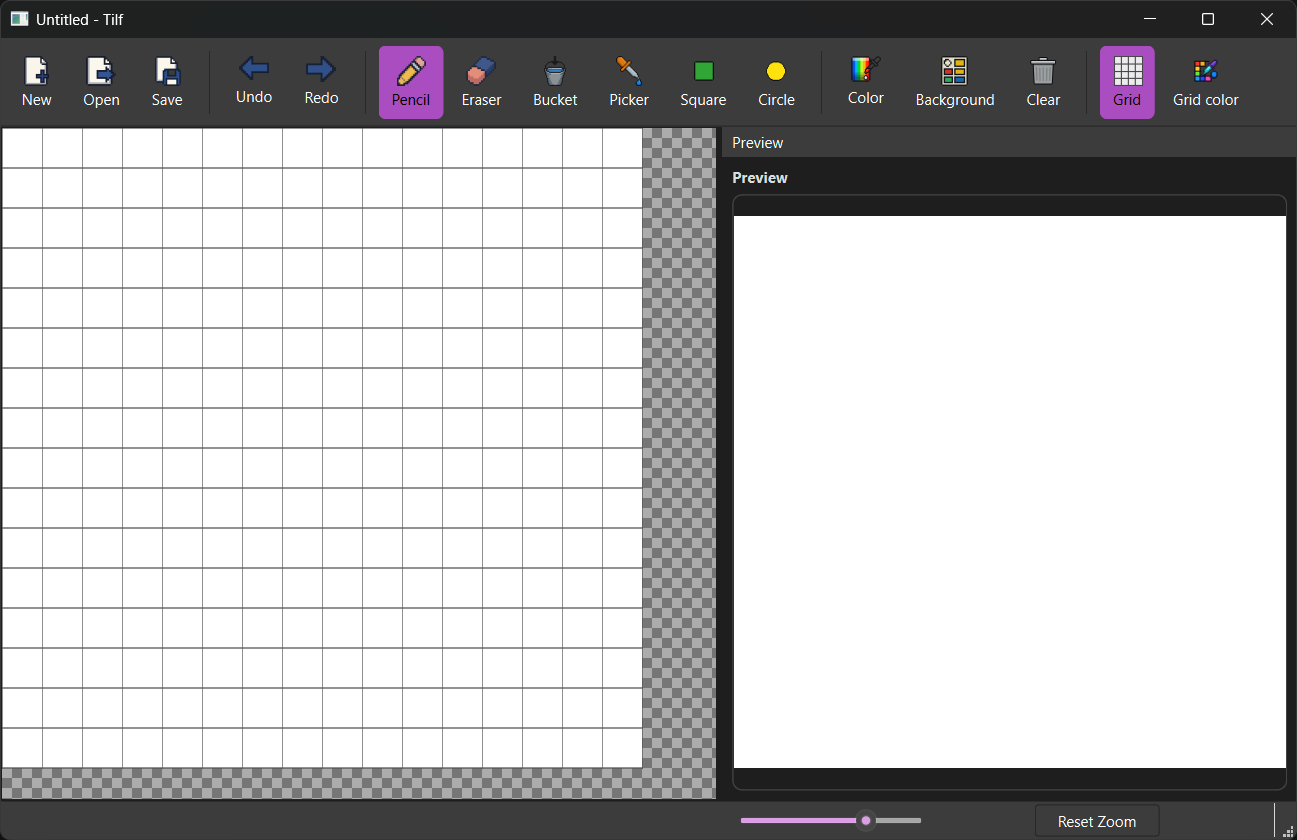 Untitled - Tilf
New Open Save Undo Redo Pencil Eraser Bucket Picker Square Circle Color Background Clear Grid Grid color
Preview
Preview
Reset Zoom